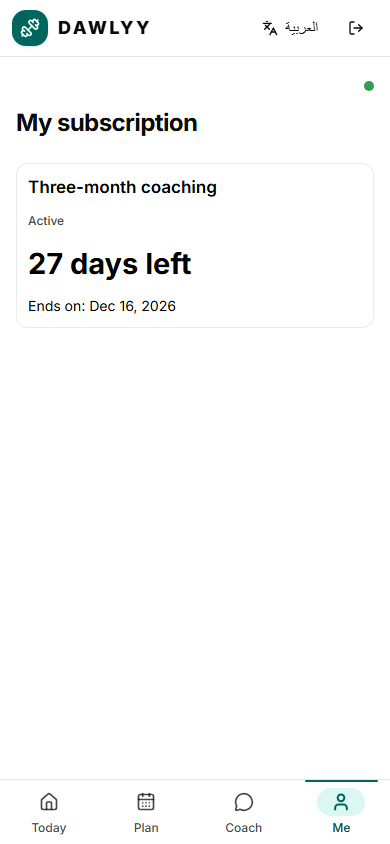 DAWLYY
العربية
My subscription
Three-month coaching
Active
27 days left
Ends on: Dec 16, 2026
Today
Plan
Coach
Me